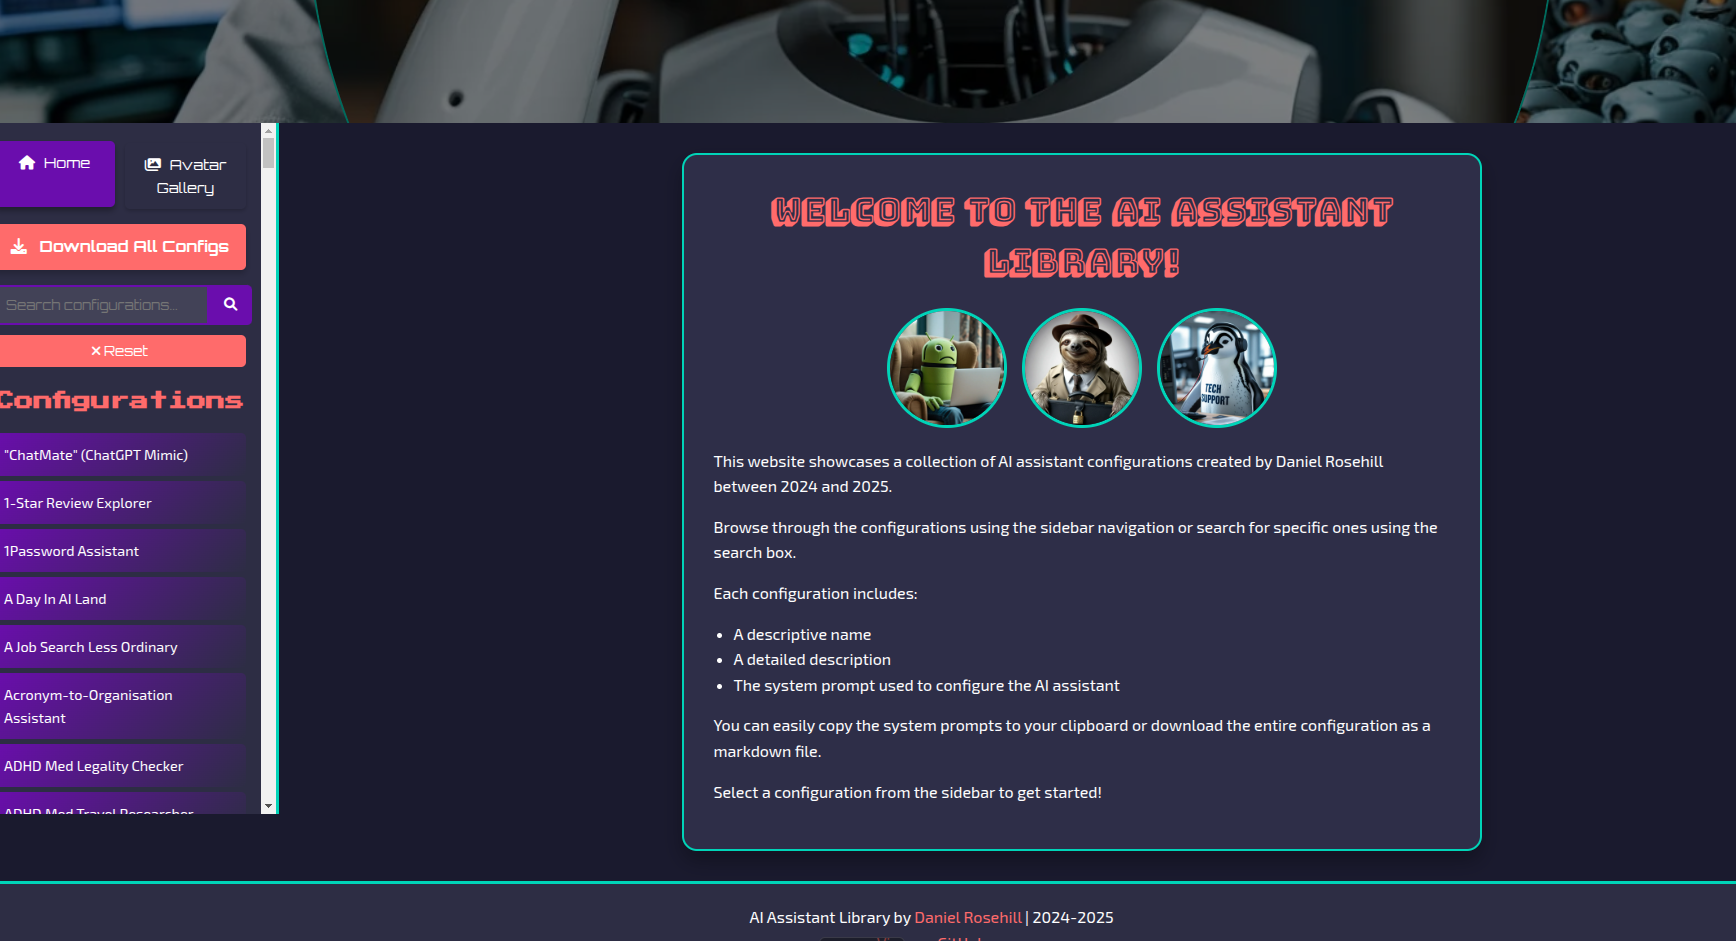 Home
Avatar
Gallery
Download All Configs
Search configurations...
Reset
Configurations
"ChatMate" (ChatGPT Mimic)
1-Star Review Explorer
1Password Assistant
A Day In AI Land
A Job Search Less Ordinary
Acronym-to-Organisation
Assistant
ADHD Med Legality Checker
ADHD Med Travel Researcher
WELCOME TO THE AI ASSISTANT
LIBRARY!
TECH
SUPPORT
This website showcases a collection of AI assistant configurations created by Daniel Rosehill
between 2024 and 2025.
Browse through the configurations using the sidebar navigation or search for specific ones using the
search box.
Each configuration includes:
A descriptive name
A detailed description
The system prompt used to configure the AI assistant
You can easily copy the system prompts to your clipboard or download the entire configuration as a
markdown file.
Select a configuration from the sidebar to get started!
AI Assistant Library by Daniel Rosehill | 2024-2025
GitHub